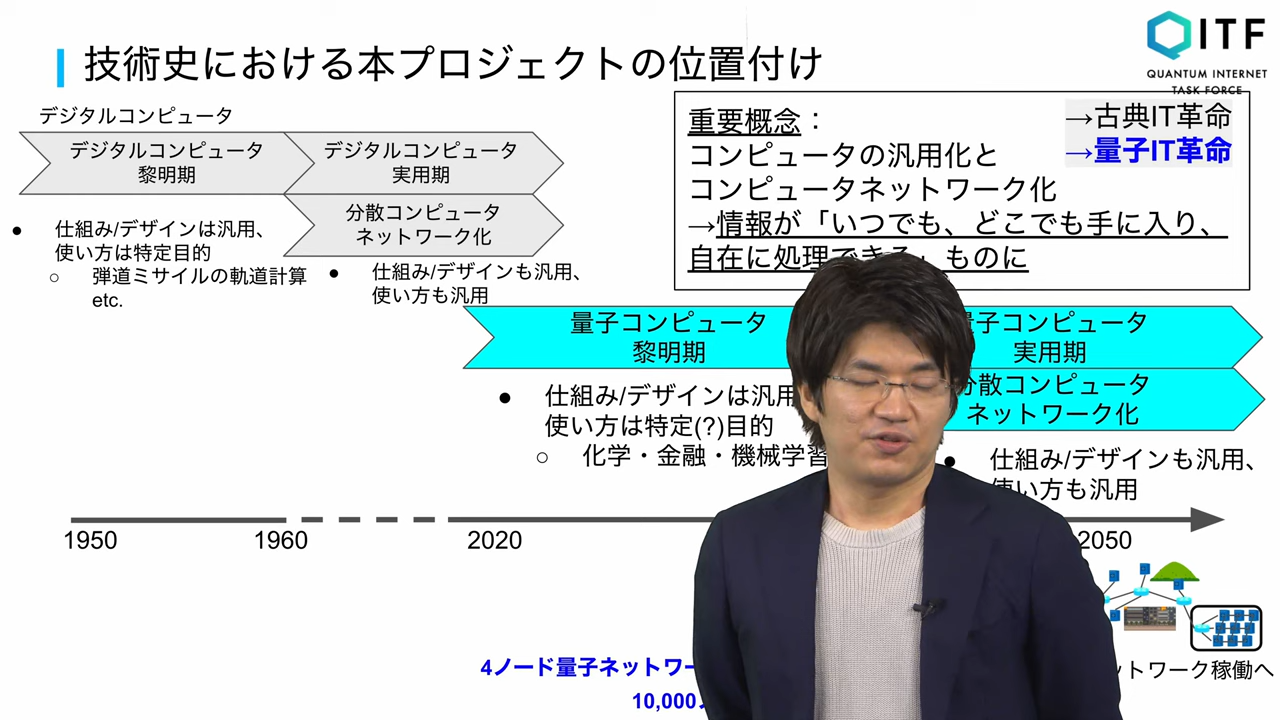 技術史における本プロジェクトの位置付け
QITF
QUANTUM INTERNET
TASK FORCE
デジタルコンピュータ
デジタルコンピュータ
黎明期
デジタルコンピュータ
実用期
分散コンピュータ
ネットワーク化
● 仕組み/デザインは汎用、
使い方は特定目的
○ 弾道ミサイルの軌道計算
etc.
● 仕組み/デザインも汎用、
使い方も汎用
重要概念：
コンピュータの汎用化と
コンピュータネットワーク化
→情報が「いつでも、どこでも手に入り、
自在に処理できる」ものに
→古典IT革命
→量子IT革命
量子コンピュータ
黎明期
量子コンピュータ
実用期
分散コンピュータ
ネットワーク化
● 仕組み/デザインは汎用
使い方は特定(?)目的
○ 化学・金融・機械学習
● 仕組み/デザインも汎用、
使い方も汎用
1950
1960
2020
2050
4ノード量子ネットワー
ットワーク稼働へ
10,000